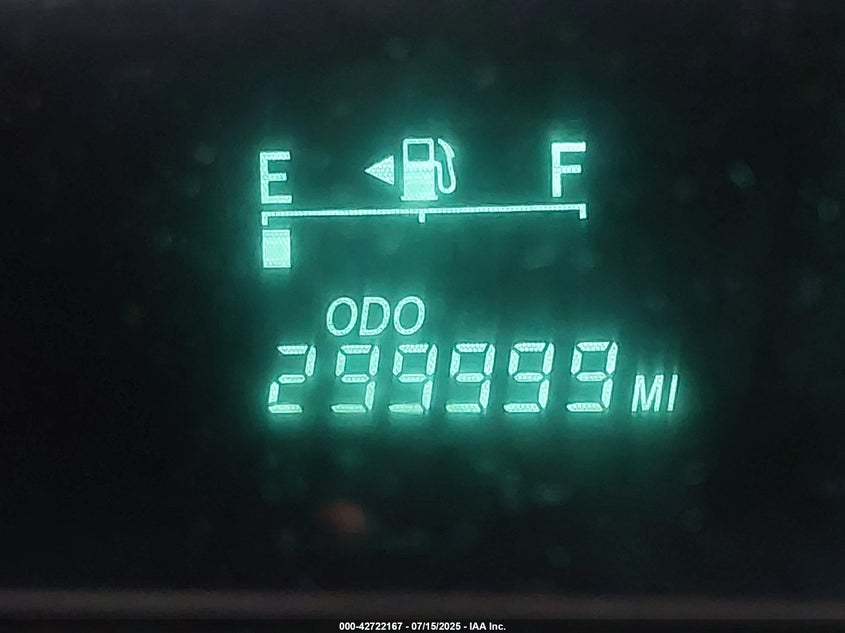 E F
ODO
299999 MI
000-42722167 - 07/15/2025 - IAA Inc.